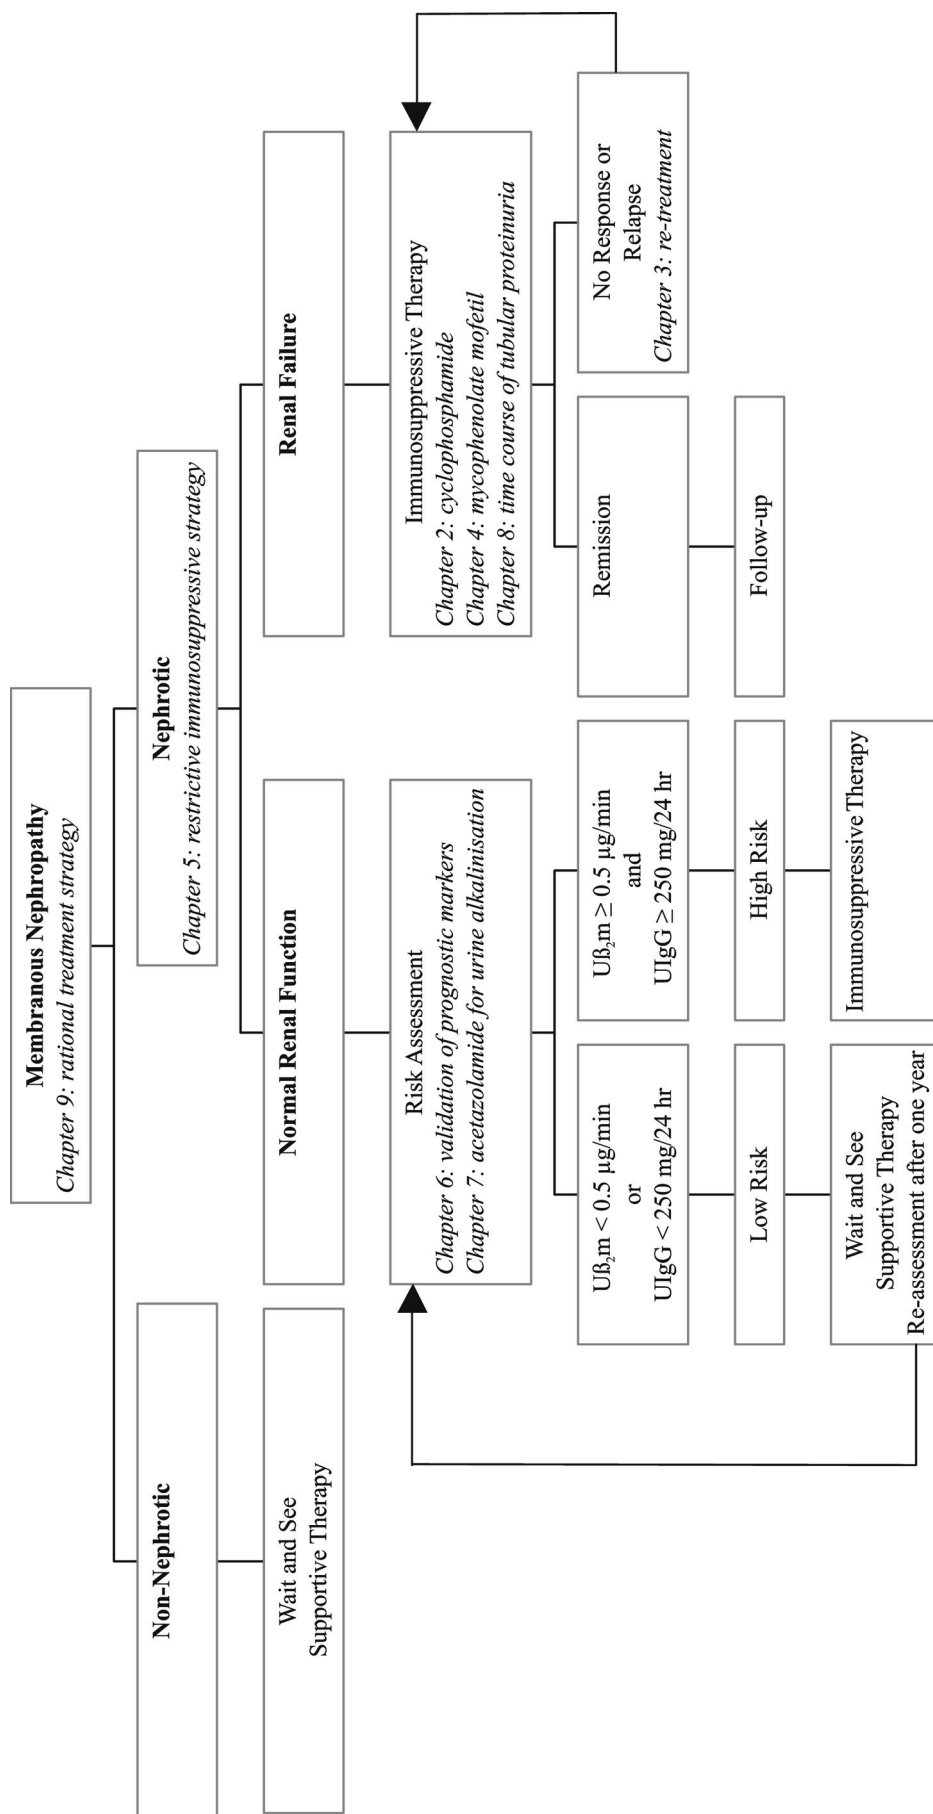 Membranous Nephropathy
Chapter 9: rational treatment strategy
Non-Nephrotic
Wait and See
Supportive Therapy
Nephrotic
Chapter 5: restrictive immunosuppressive strategy
Normal Renal Function
Risk Assessment
Chapter 6: validation of prognostic markers
Chapter 7: acetazolamide for urine alkalinisation
Uß₂m < 0.5 µg/min
or
UIgG < 250 mg/24 hr
Low Risk
Wait and See
Supportive Therapy
Re-assessment after one year
Uß₂m ≥ 0.5 µg/min
and
UIgG ≥ 250 mg/24 hr
High Risk
Immunosuppressive Therapy
Renal Failure
Immunosuppressive Therapy
Chapter 2: cyclophosphamide
Chapter 4: mycophenolate mofetil
Chapter 8: time course of tubular proteinuria
Remission
Follow-up
No Response or
Relapse
Chapter 3: re-treatment